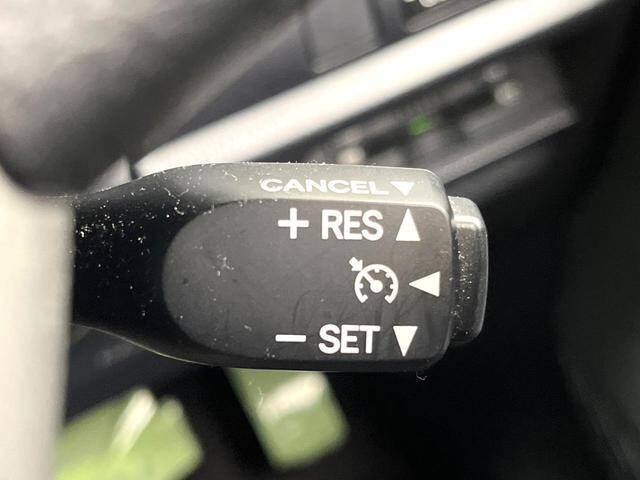 CANCEL▼
+ RES ▲
◀
− SET ▼